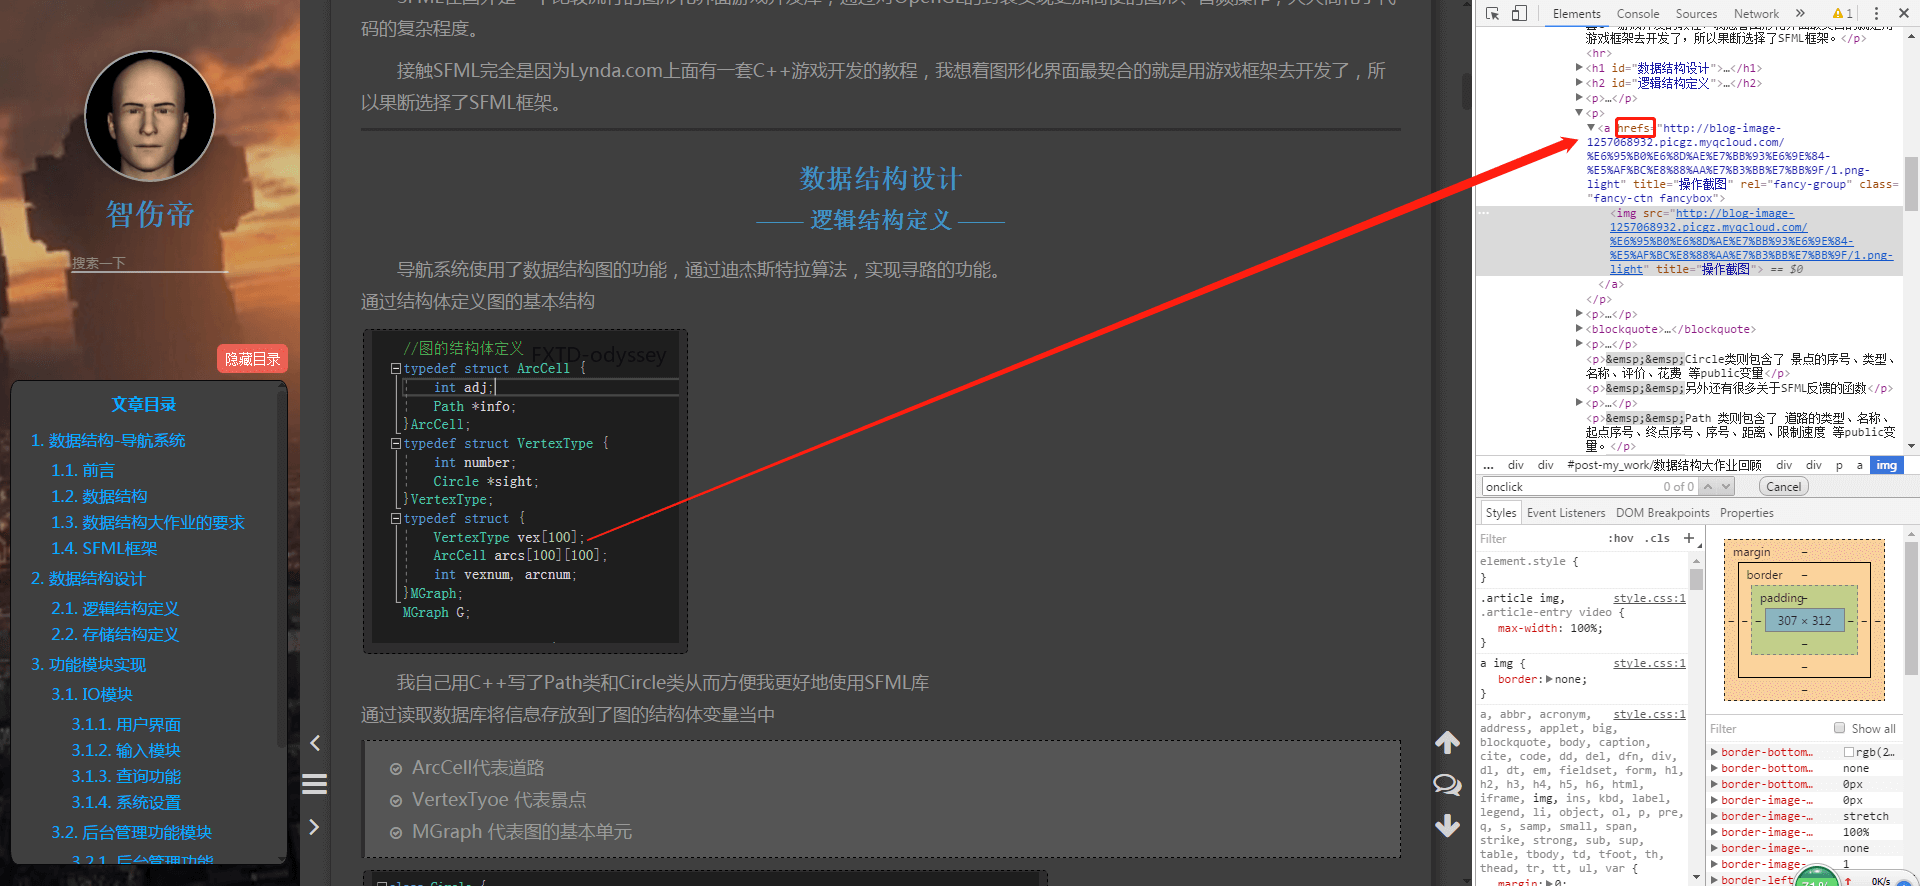 智伤帝
搜索一下
隐藏目录
文章目录
1. 数据结构-导航系统
1.1. 前言
1.2. 数据结构
1.3. 数据结构大作业的要求
1.4. SFML框架
2. 数据结构设计
2.1. 逻辑结构定义
2.2. 存储结构定义
3. 功能模块实现
3.1. IO模块
3.1.1. 用户界面
3.1.2. 输入模块
3.1.3. 查询功能
3.1.4. 系统设置
3.2. 后台管理功能模块
3.2.1. 后台管理功能
码的复杂程度。
接触SFML完全是因为Lynda.com上面有一套C++游戏开发的教程，我想着图形化界面最契合的就是用游戏框架去开发了，所
以果断选择了SFML框架。
数据结构设计
逻辑结构定义
导航系统使用了数据结构图的功能，通过迪杰斯特拉算法，实现寻路的功能。
通过结构体定义图的基本结构
//图的结构体定义
FXTD-odyssey
typedef struct ArcCell {
int adj;
Path *info;
}ArcCell;
typedef struct VertexType {
int number;
Circle *sight;
}VertexType;
typedef struct {
VertexType vex[100];
ArcCell arcs[100][100];
int vexnum, arcnum;
}MGraph;
MGraph G;
我自己用C++写了Path类和Circle类从而方便我更好地使用SFML库
通过读取数据库将信息存放到了图的结构体变量当中
ArcCell代表道路
VertexTyoe 代表景点
MGraph 代表图的基本单元
Elements Console Sources Network » 1
游戏框架去开发了，所以果断选择了SFML框架。</p>
<hr>
<h1 id="数据结构设计">…</h1>
<h2 id="逻辑结构定义">…</h2>
<p>…</p>
<p>
<a hrefs="http://blog-image-
1257068932.picgz.myqcloud.com/
%E6%95%B0%E6%8D%AE%E7%BB%93%E6%9E%84-
%E5%AF%BC%E8%88%AA%E7%B3%BB%E7%BB%9F/1.png-
light" title="操作截图" rel="fancy-group" class=
"fancy-ctn fancybox">
<img src="http://blog-image-
1257068932.picgz.myqcloud.com/
%E6%95%B0%E6%8D%AE%E7%BB%93%E6%9E%84-
%E5%AF%BC%E8%88%AA%E7%B3%BB%E7%BB%9F/1.png-
light" title="操作截图"> == $0
</a>
</p>
<p>…</p>
<blockquote>…</blockquote>
<p>…</p>
<p>&emsp;&emsp;Circle类则包含了 景点的序号、类型、
名称、评价、花费 等public变量</p>
<p>&emsp;&emsp;另外还有很多关于SFML反馈的函数</p>
<p>…</p>
<p>&emsp;&emsp;Path 类则包含了 道路的类型、名称、
起点序号、终点序号、序号、距离、限制速度 等public变
量。</p>
... div div #post-my_work/数据结构大作业回顾 div div p a img
onclick 0 of 0 Cancel
Styles Event Listeners DOM Breakpoints Properties
Filter :hov .cls +
element.style {
}
.article img, style.css:1
.article-entry video {
max-width: 100%;
}
a img { style.css:1
border: none;
}
a, abbr, acronym, style.css:1
address, applet, big,
blockquote, body, caption,
cite, code, dd, del, dfn, div,
dl, dt, em, fieldset, form, h1,
h2, h3, h4, h5, h6, html,
iframe, img, ins, kbd, label,
legend, li, object, ol, p, pre,
q, s, samp, small, span,
strike, strong, sub, sup,
table, tbody, td, tfoot, th,
thead, tr, tt, ul, var {
margin: 0;
margin –
border –
padding –
307 × 312
Filter Show all
border-bottom… rgb(2…
border-bottom… none
border-bottom… 0px
border-image-… 0px
border-image-… stretch
border-image-… 100%
border-image-… none
border-image-… 1
border-left…
71%
0K/s